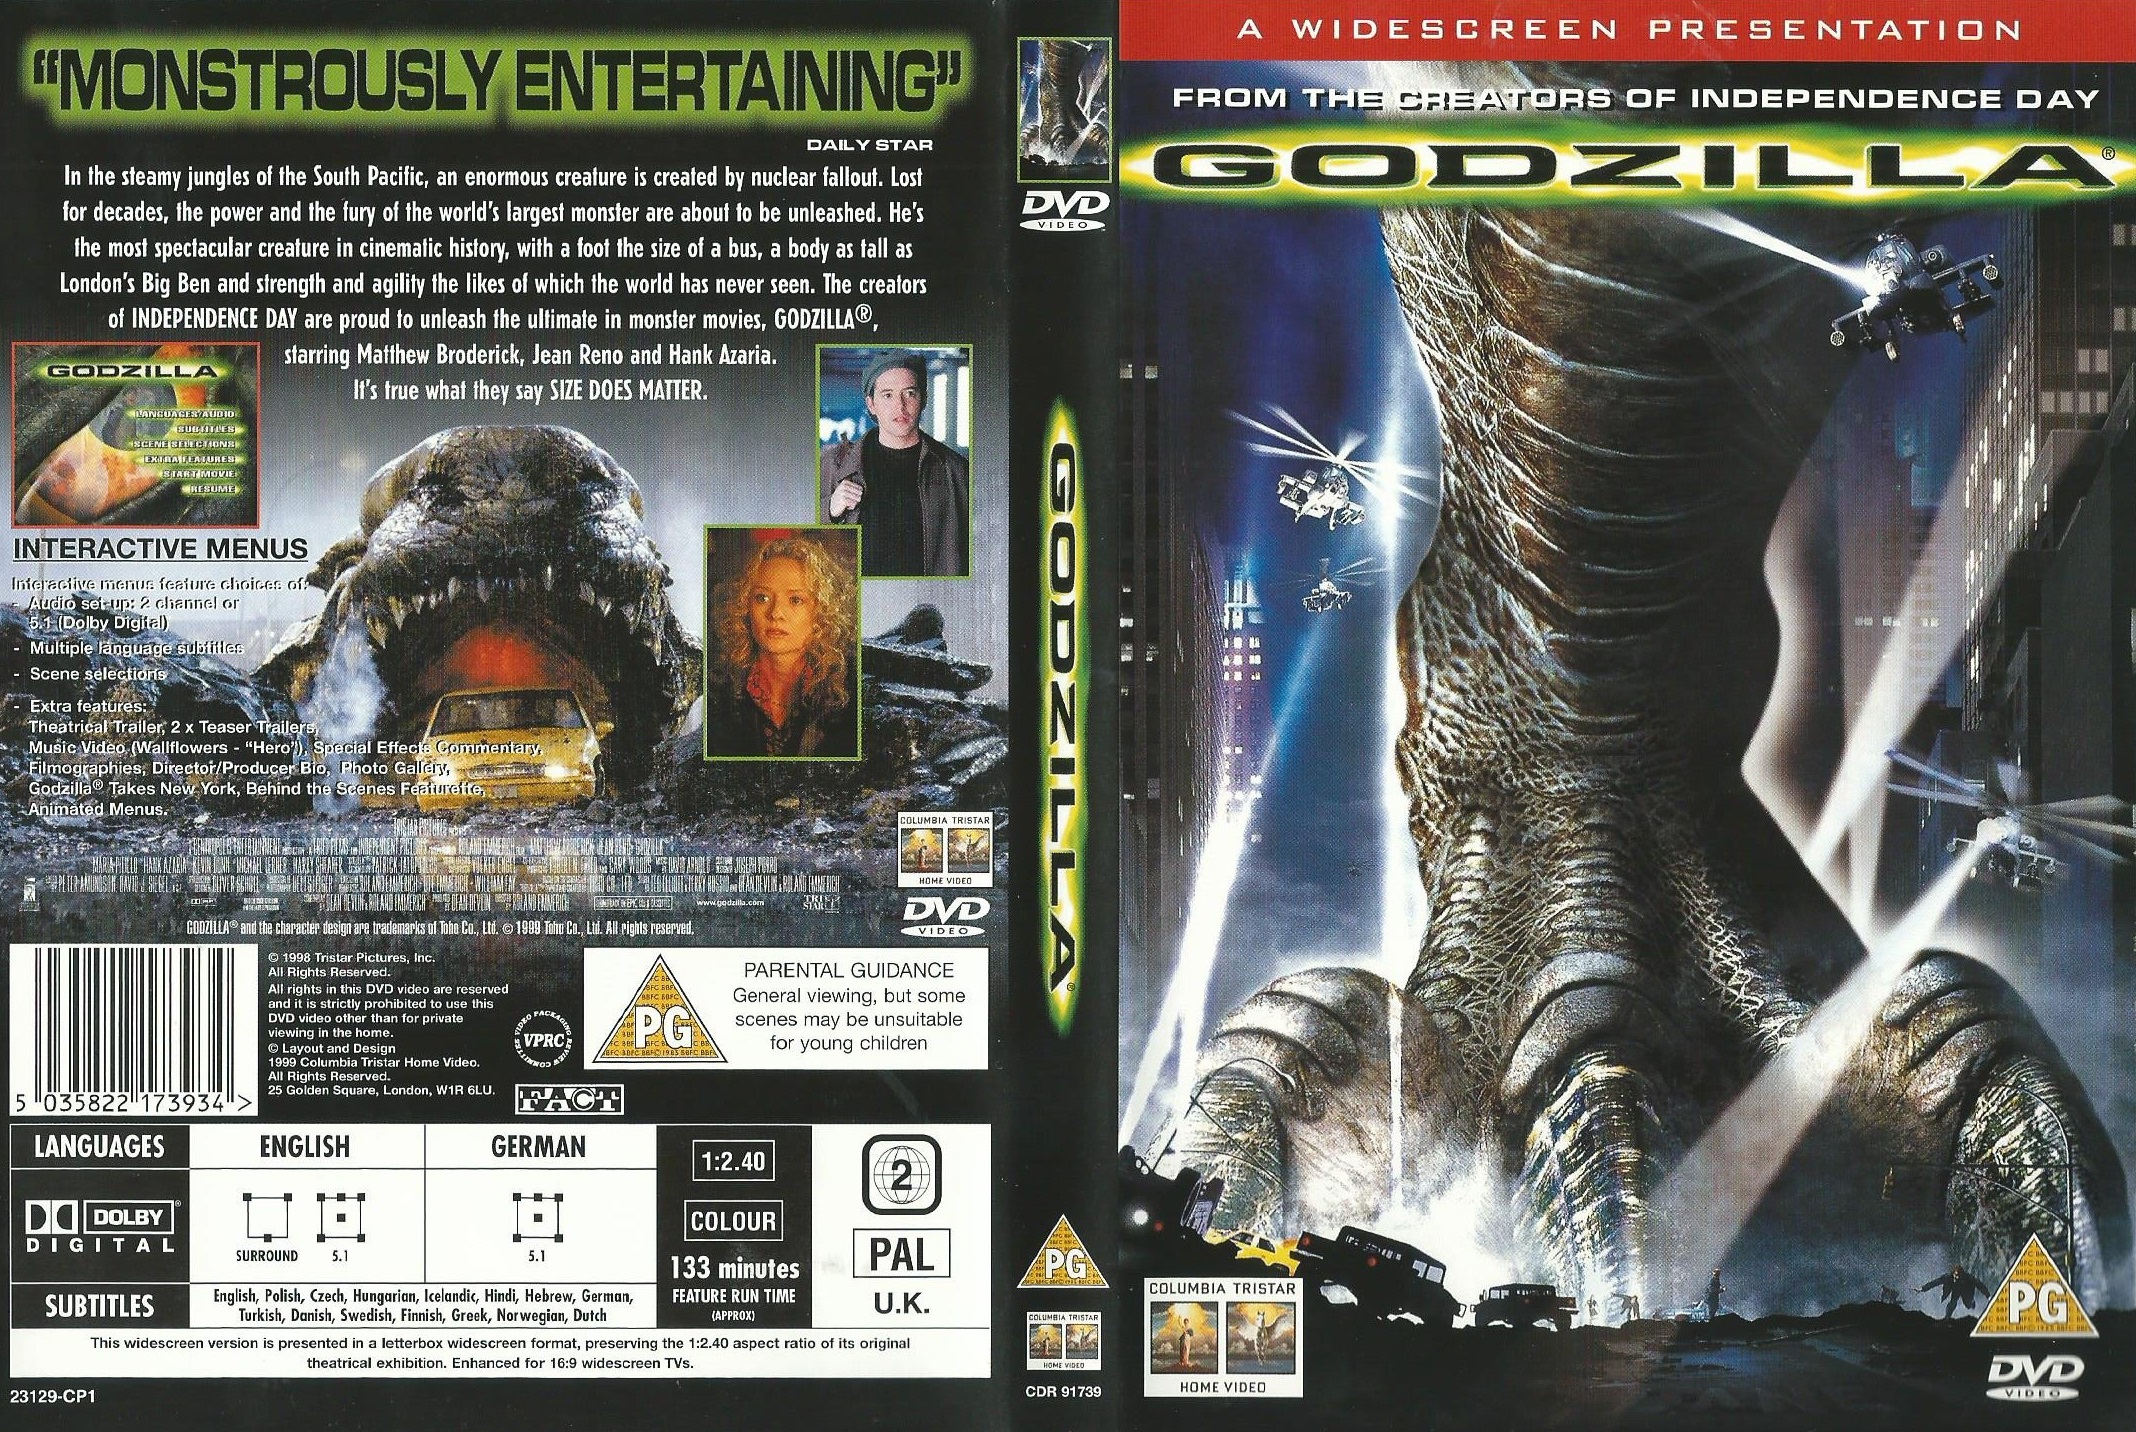 “MONSTROUSLY ENTERTAINING”
DAILY STAR
In the steamy jungles of the South Pacific, an enormous creature is created by nuclear fallout. Lost
for decades, the power and the fury of the world's largest monster are about to be unleashed. He's
the most spectacular creature in cinematic history, with a foot the size of a bus, a body as tall as
London's Big Ben and strength and agility the likes of which the world has never seen. The creators
of INDEPENDENCE DAY are proud to unleash the ultimate in monster movies, GODZILLA®,
starring Matthew Broderick, Jean Reno and Hank Azaria.
It's true what they say SIZE DOES MATTER.
GODZILLA
LANGUAGES/AUDIO
SUBTITLES
SCENE SELECTIONS
EXTRA FEATURES
START MOVIE
RESUME
INTERACTIVE MENUS
Interactive menus feature choices of:
- Audio set-up: 2 channel or
5.1 (Dolby Digital)
- Multiple language subtitles
- Scene selections
- Extra features:
Theatrical Trailer, 2 x Teaser Trailers,
Music Video (Wallflowers - “Hero”), Special Effects Commentary,
Filmographies, Director/Producer Bio, Photo Gallery,
Godzilla® Takes New York, Behind the Scenes Featurette,
Animated Menus.
TRISTAR PICTURES
www.godzilla.com
GODZILLA® and the character design are trademarks of Toho Co., Ltd. © 1999 Toho Co., Ltd. All rights reserved.
COLUMBIA TRISTAR
HOME VIDEO
DVD
VIDEO
5 035822 173934 >
© 1998 Tristar Pictures, Inc.
All Rights Reserved.
All rights in this DVD video are reserved
and it is strictly prohibited to use this
DVD video other than for private
viewing in the home.
© Layout and Design
1999 Columbia Tristar Home Video.
All Rights Reserved.
25 Golden Square, London, W1R 6LU.
VIDEO PACKAGING REVIEW COMMITTEE
VPRC
FACT
PG
PARENTAL GUIDANCE
General viewing, but some
scenes may be unsuitable
for young children
LANGUAGES
ENGLISH
GERMAN
DOLBY
DIGITAL
SURROUND
5.1
5.1
SUBTITLES
English, Polish, Czech, Hungarian, Icelandic, Hindi, Hebrew, German,
Turkish, Danish, Swedish, Finnish, Greek, Norwegian, Dutch
1:2.40
COLOUR
133 minutes
FEATURE RUN TIME
(APPROX)
2
PAL
U.K.
This widescreen version is presented in a letterbox widescreen format, preserving the 1:2.40 aspect ratio of its original
theatrical exhibition. Enhanced for 16:9 widescreen TVs.
23129-CP1
DVD
VIDEO
GODZILLA®
PG
COLUMBIA TRISTAR
HOME VIDEO
CDR 91739
A WIDESCREEN PRESENTATION
FROM THE CREATORS OF INDEPENDENCE DAY
GODZILLA®
COLUMBIA TRISTAR
HOME VIDEO
PG
DVD
VIDEO